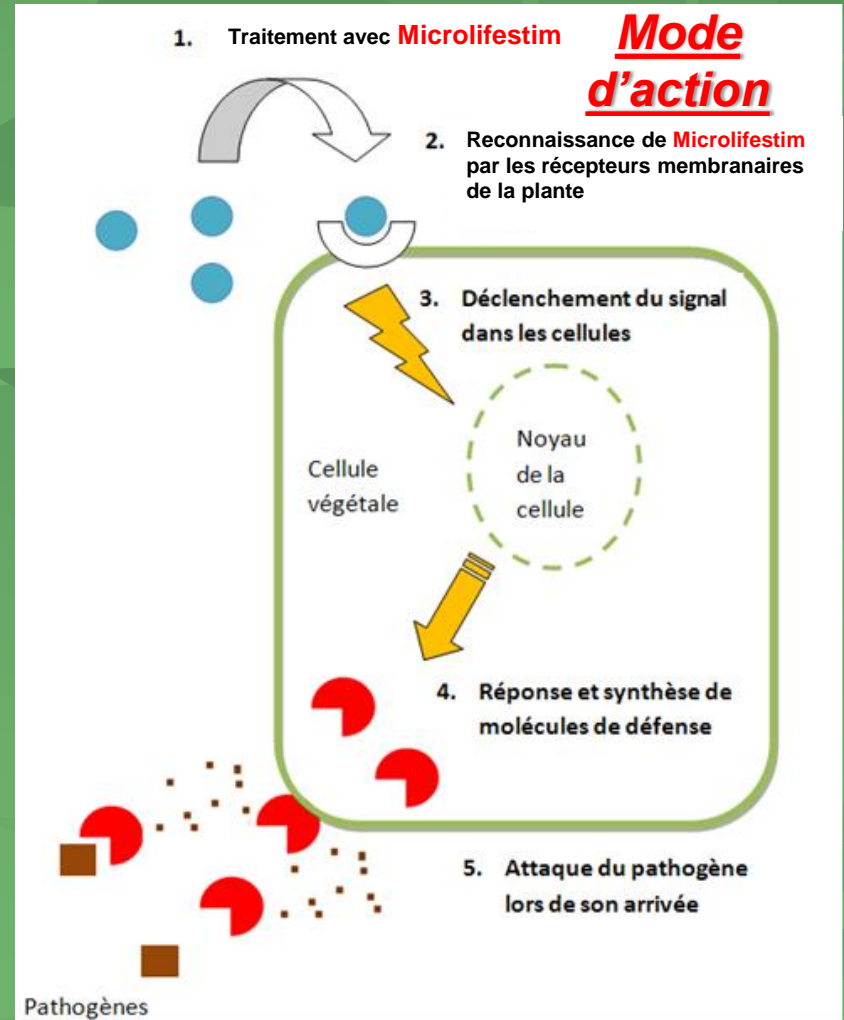 1. Traitement avec Microlifestim
Mode
d’action
2. Reconnaissance de Microlifestim
par les récepteurs membranaires
de la plante
3. Déclenchement du signal
dans les cellules
Noyau
de la
cellule
Cellule
végétale
4. Réponse et synthèse de
molécules de défense
5. Attaque du pathogène
lors de son arrivée
Pathogènes